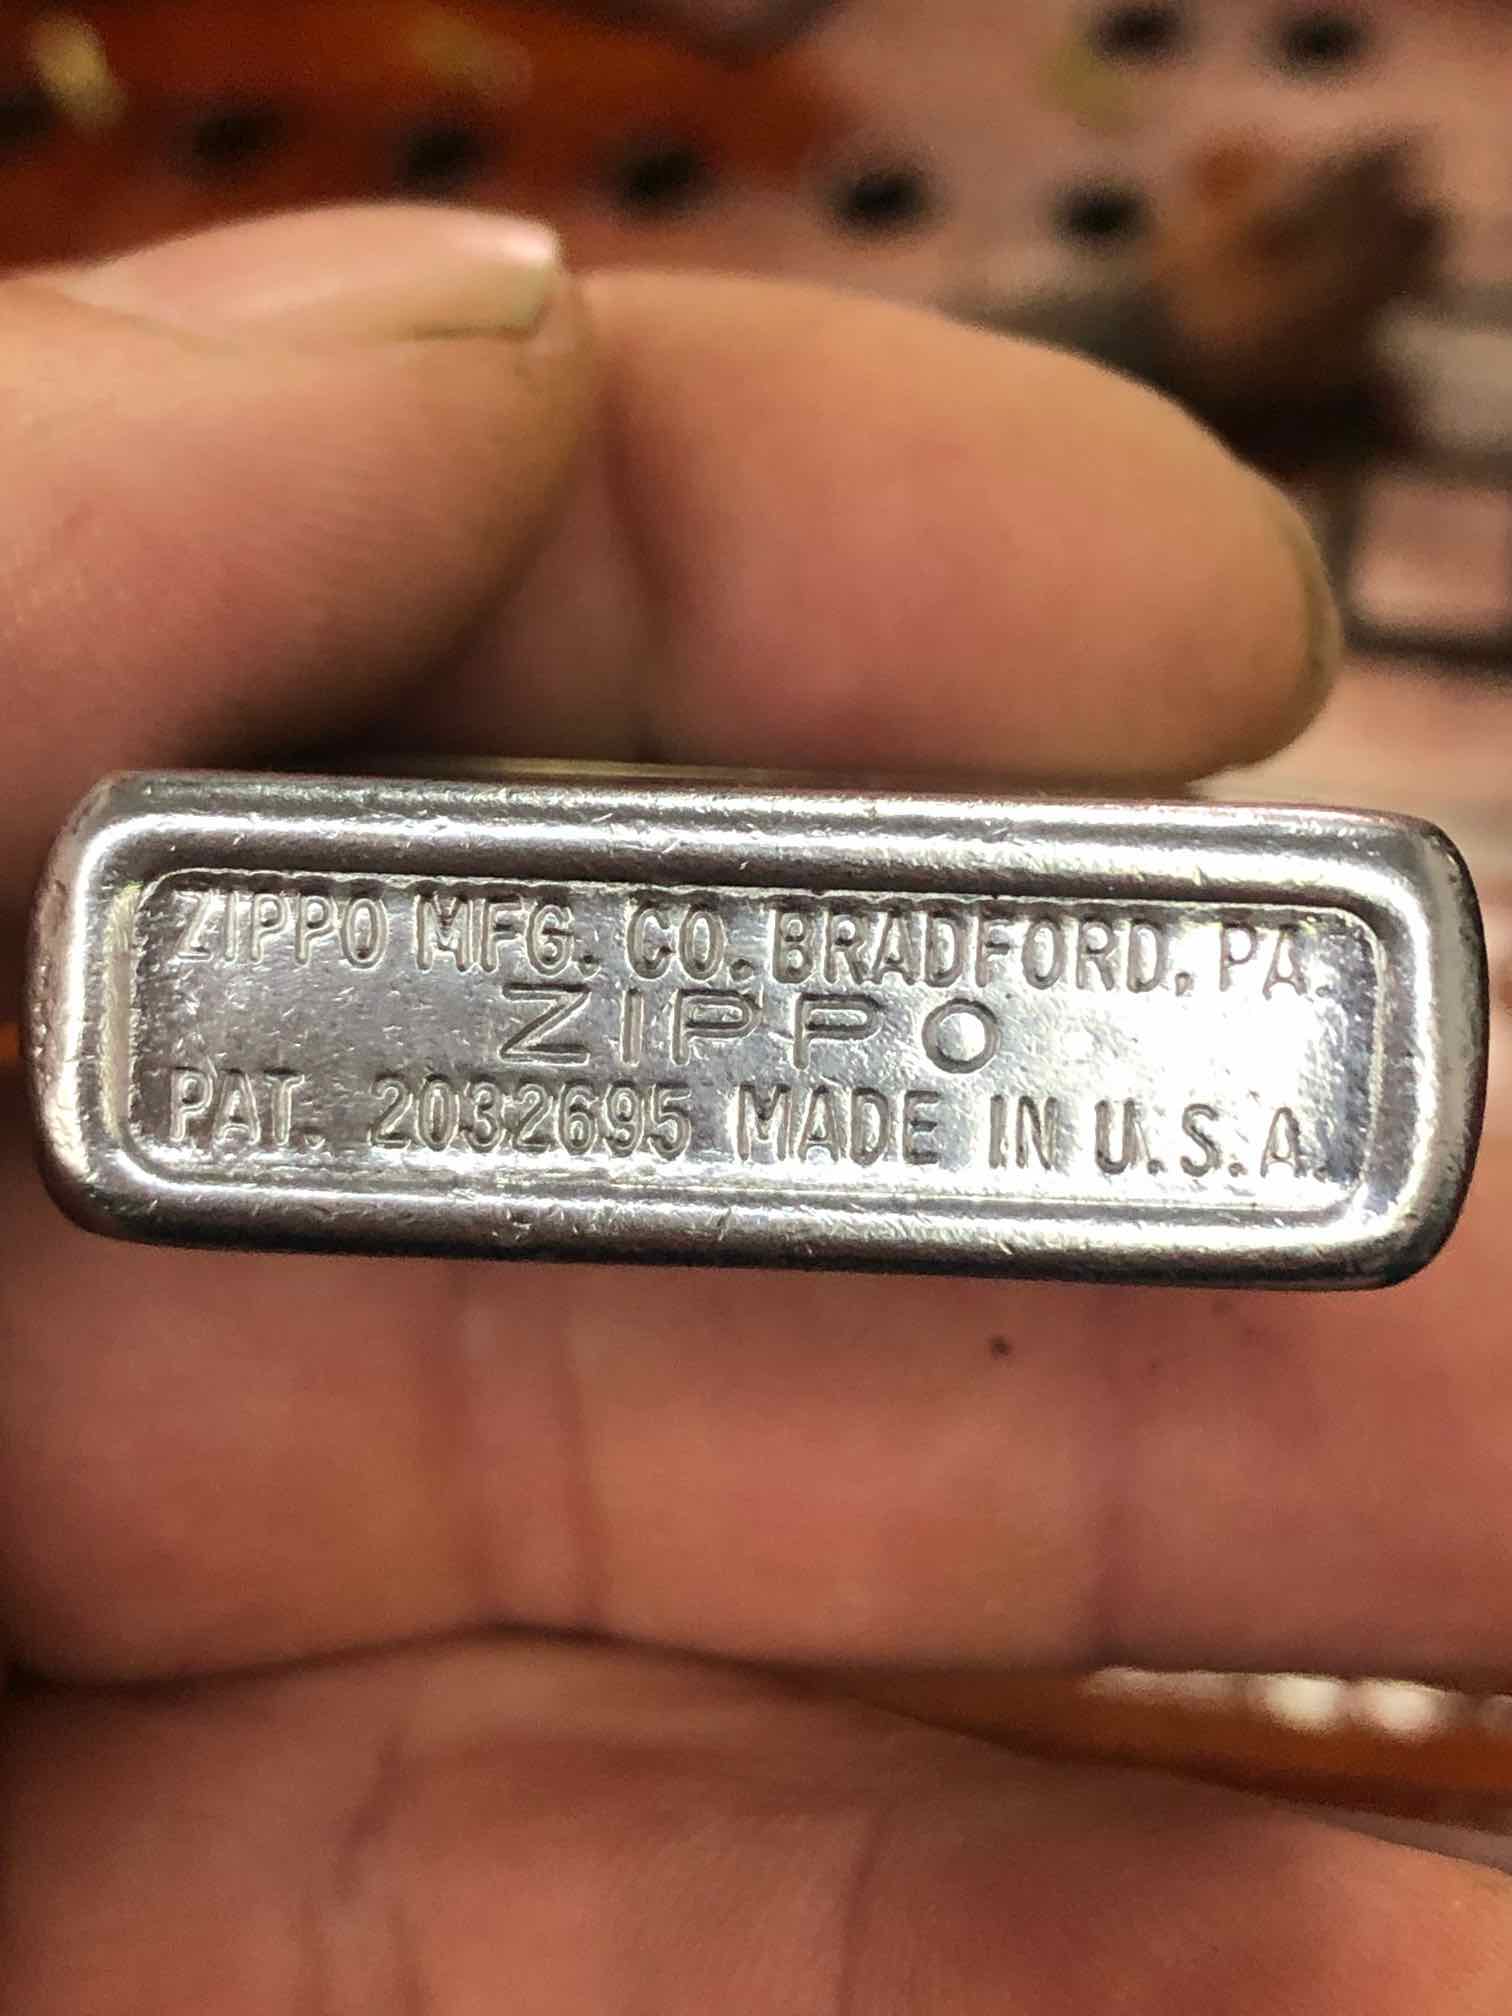 ZIPPO MFG. CO. BRADFORD, PA.
ZIPPO
PAT. 2032695 MADE IN U.S.A.